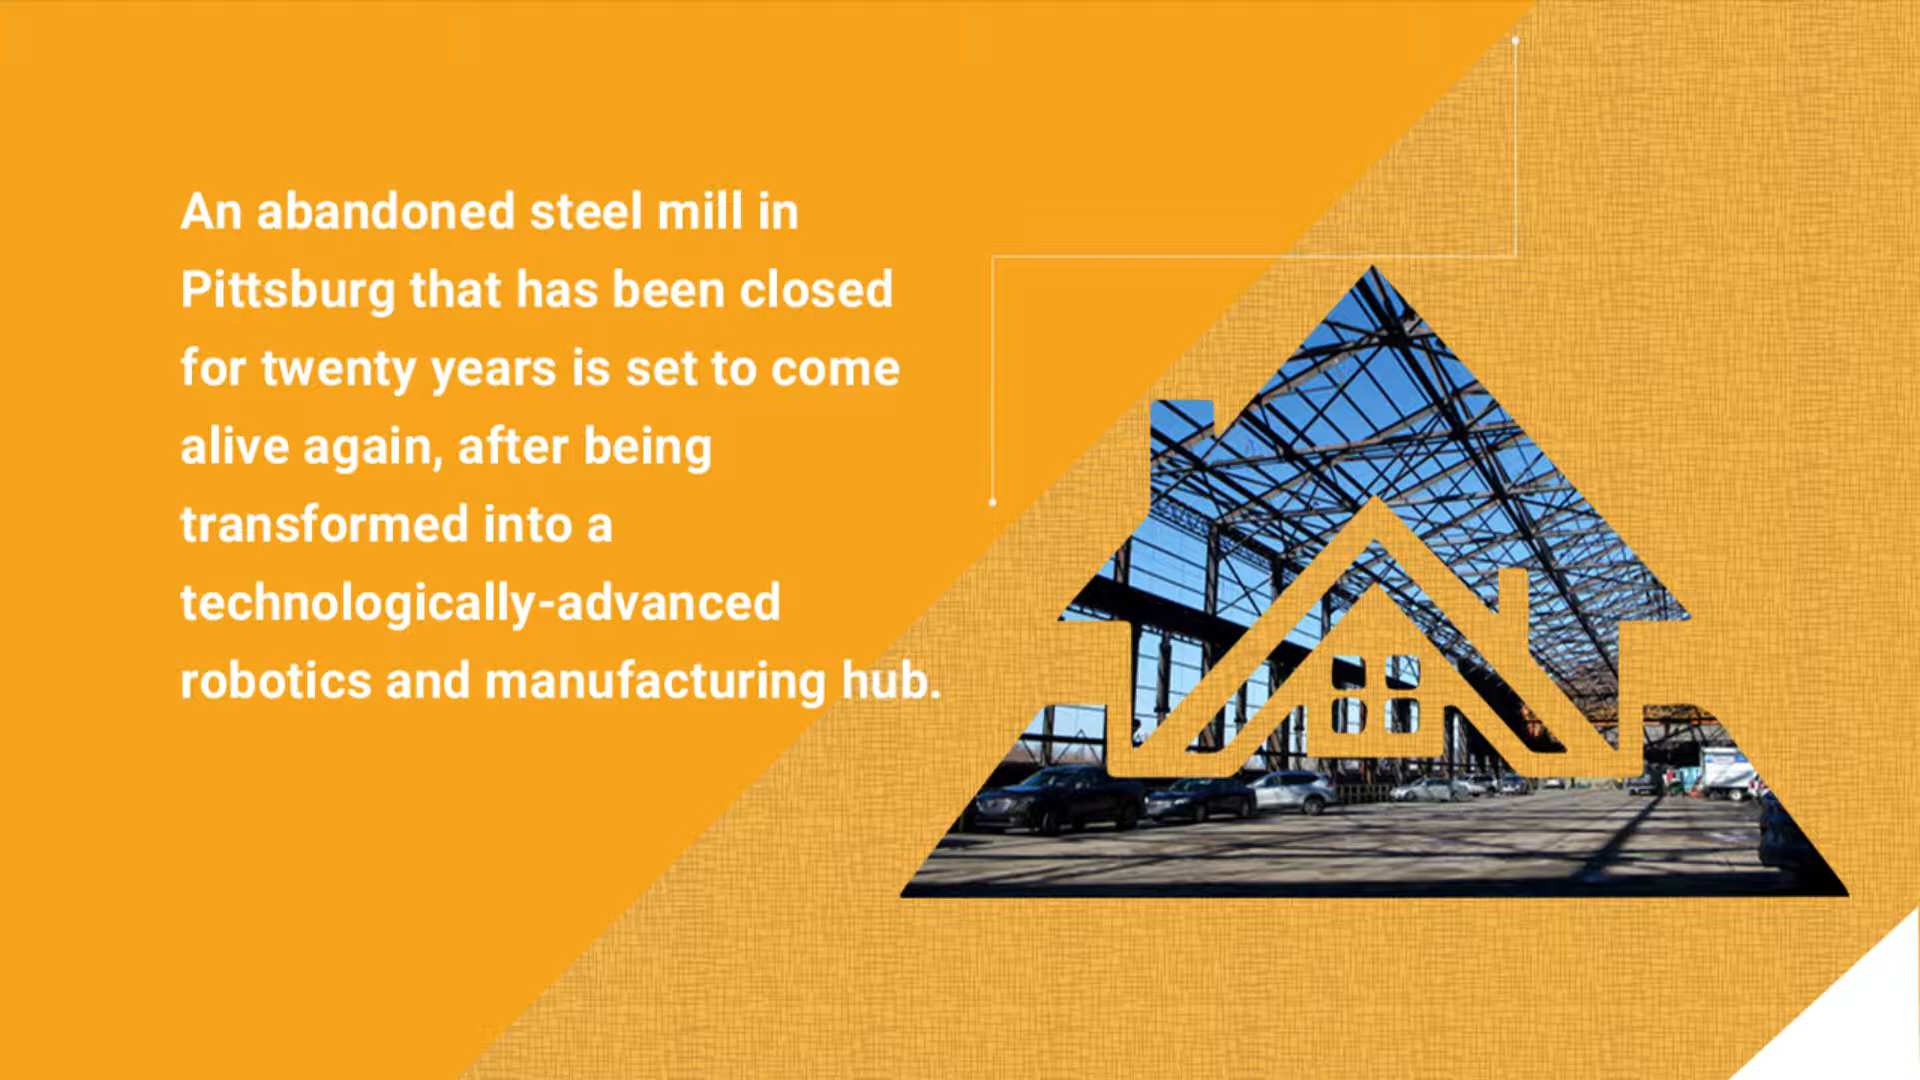 An abandoned steel mill in
Pittsburg that has been closed
for twenty years is set to come
alive again, after being
transformed into a
technologically-advanced
robotics and manufacturing hub.